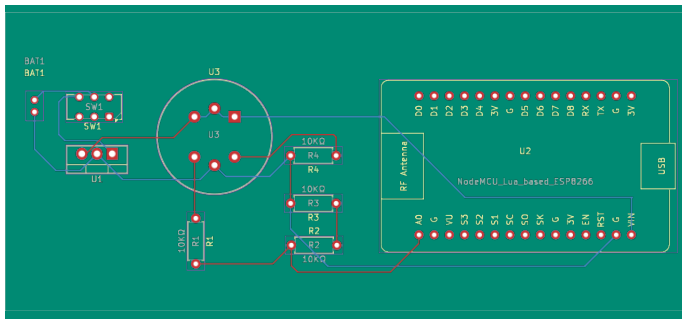 BAT1
BAT1
SW1
SW1
U1
U3
U3
10KΩ
R1
R1
10KΩ
R4
R4
10KΩ
R3
R3
R2
R2
10KΩ
D0 D1 D2 D3 D4 3V G D5 D6 D7 D8 RX TX G 3V
U2
RF Antenna
USB
NodeMCU_Lua_based_ESP8266
A0 G VU S3 S2 S1 SC SO SK G 3V EN RST G VIN